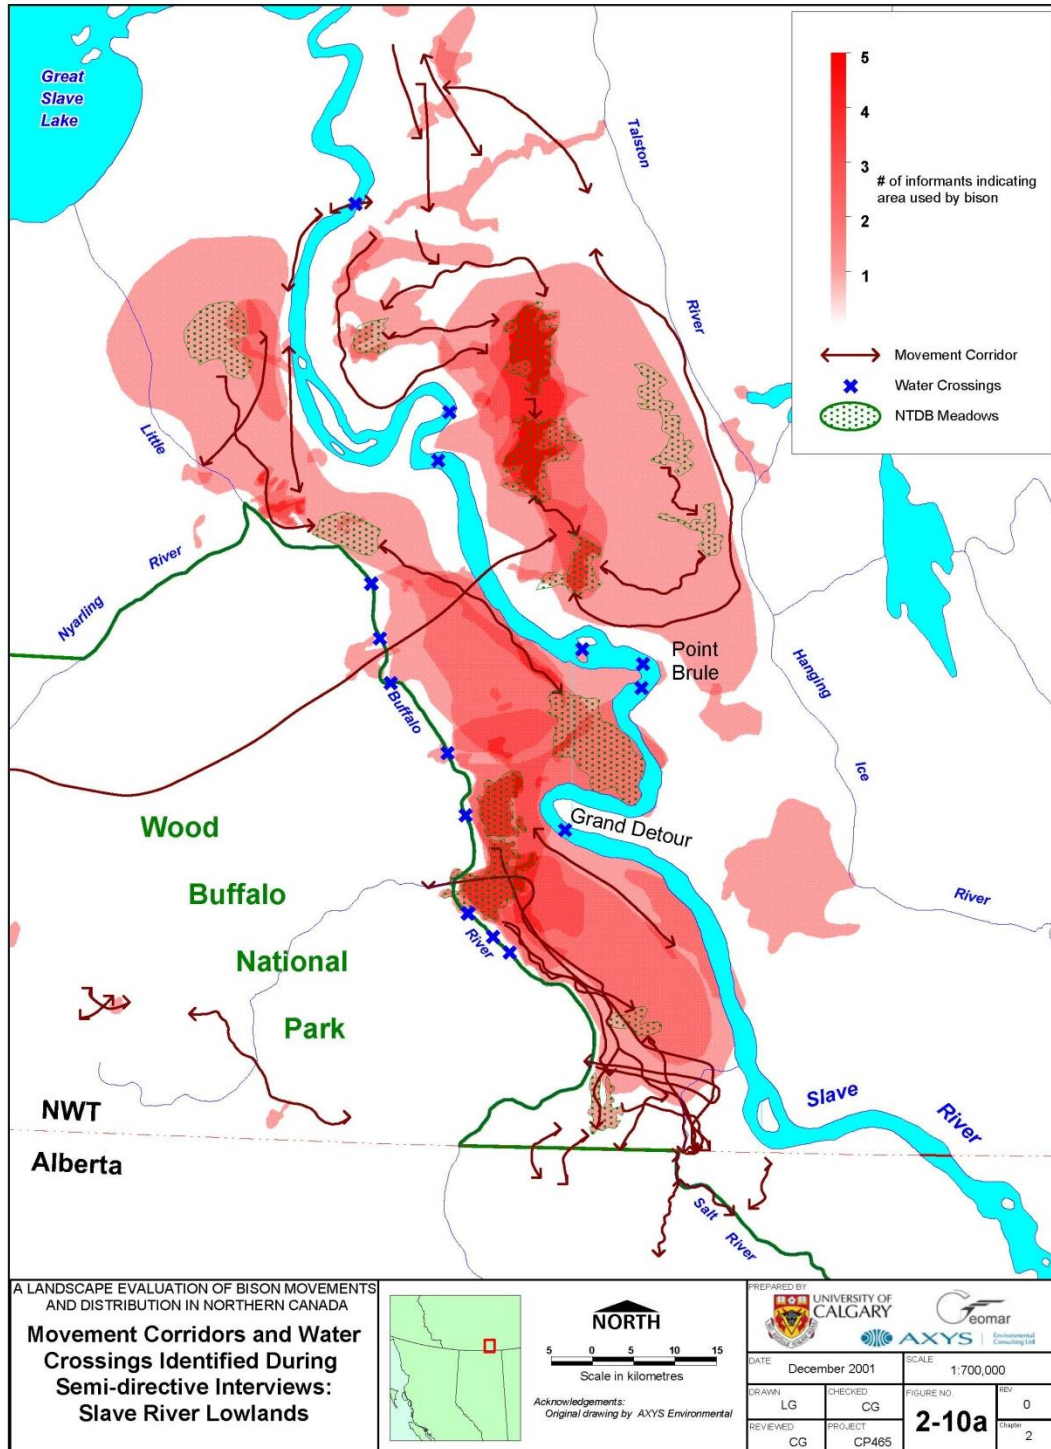 Great
Slave
Lake
5
4
3
2
1
# of informants indicating
area used by bison
Movement Corridor
Water Crossings
NTDB Meadows
Talston
River
Little
River
Nyarling
Buffalo
River
Point
Brule
Hanging
Ice
River
Grand Detour
Wood
Buffalo
National
Park
NWT
Alberta
Slave
River
Salt
River
A LANDSCAPE EVALUATION OF BISON MOVEMENTS
AND DISTRIBUTION IN NORTHERN CANADA
Movement Corridors and Water
Crossings Identified During
Semi-directive Interviews:
Slave River Lowlands
NORTH
5 0 5 10 15
Scale in kilometres
Acknowledgements:
Original drawing by AXYS Environmental
PREPARED BY
UNIVERSITY OF
CALGARY
Geomar
AXYS
Environmental
Consulting Ltd
DATE
December 2001
SCALE
1:700,000
DRAWN
LG
CHECKED
CG
FIGURE NO.
2-10a
REV
0
REVIEWED
CG
PROJECT
CP465
Chapter
2